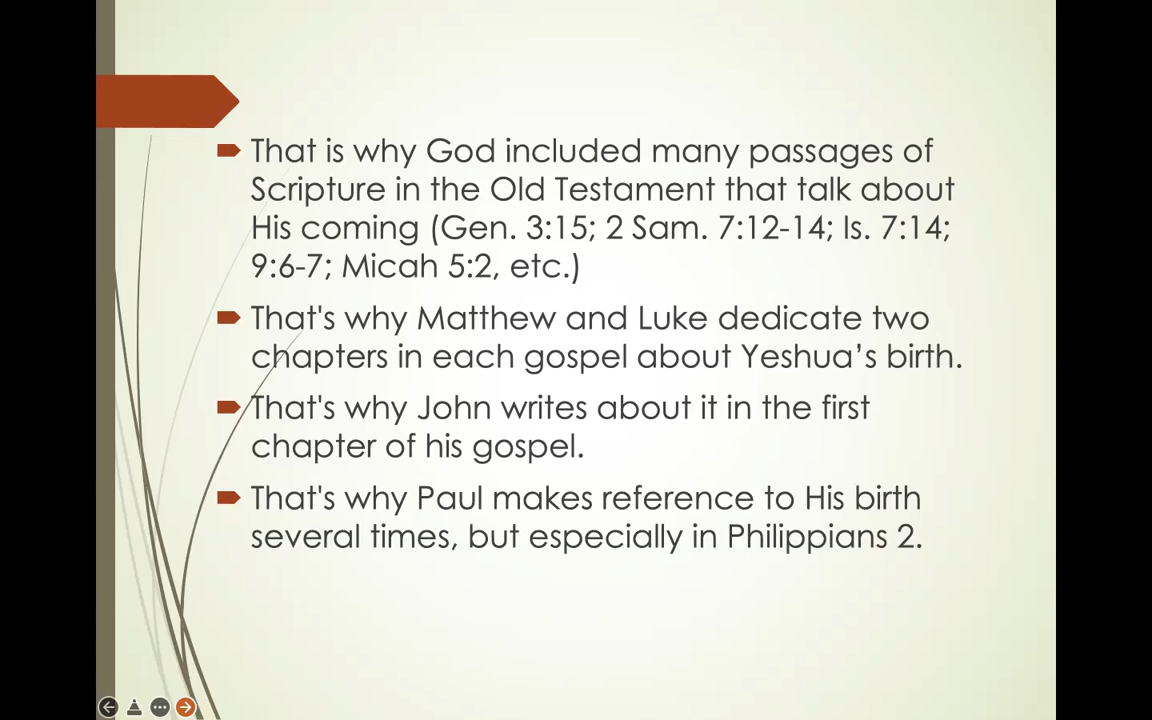 That is why God included many passages of
Scripture in the Old Testament that talk about
His coming (Gen. 3:15; 2 Sam. 7:12-14; Is. 7:14;
9:6-7; Micah 5:2, etc.)
That's why Matthew and Luke dedicate two
chapters in each gospel about Yeshua’s birth.
That's why John writes about it in the first
chapter of his gospel.
That's why Paul makes reference to His birth
several times, but especially in Philippians 2.